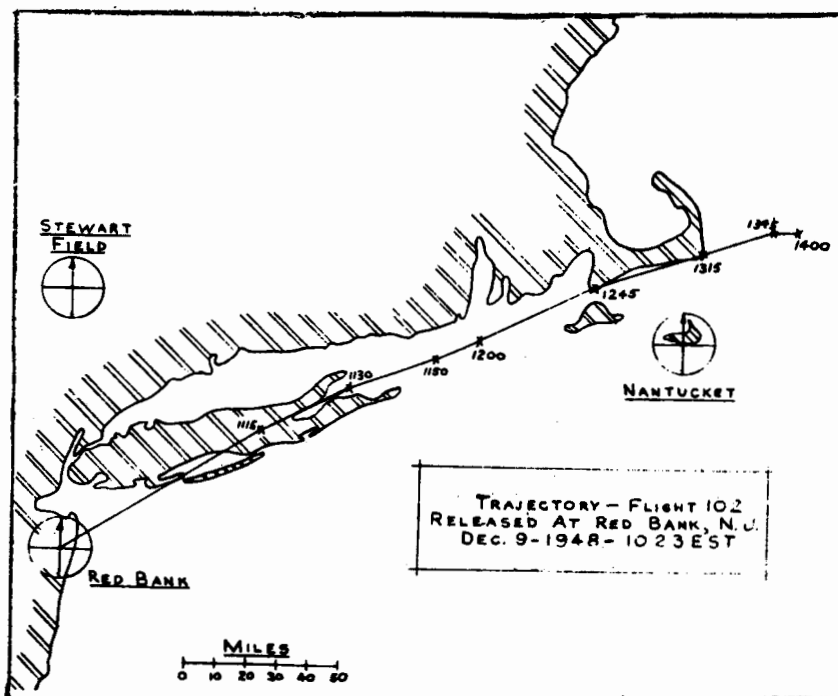 STEWART
FIELD
1345
1400
1315
1245
1200
1150
1130
1115
NANTUCKET
TRAJECTORY - FLIGHT 102
RELEASED AT RED BANK, N.J.
DEC. 9-1948-1023 EST
RED BANK
MILES
0 10 20 30 40 50